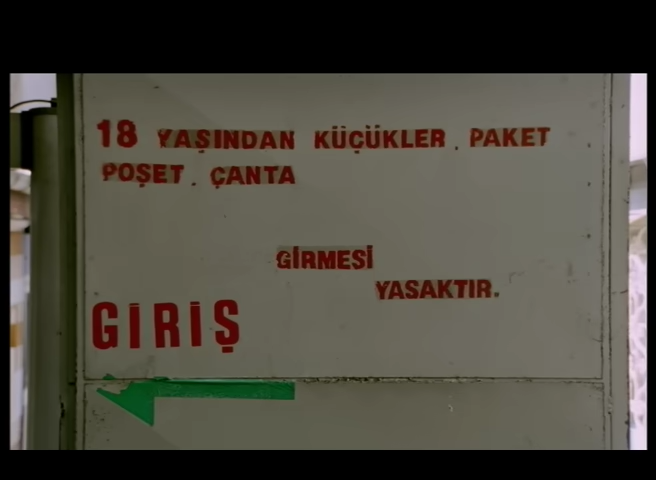 18 YAŞINDAN KÜÇÜKLER, PAKET
POŞET, ÇANTA
GİRMESİ
YASAKTIR.
GİRİŞ